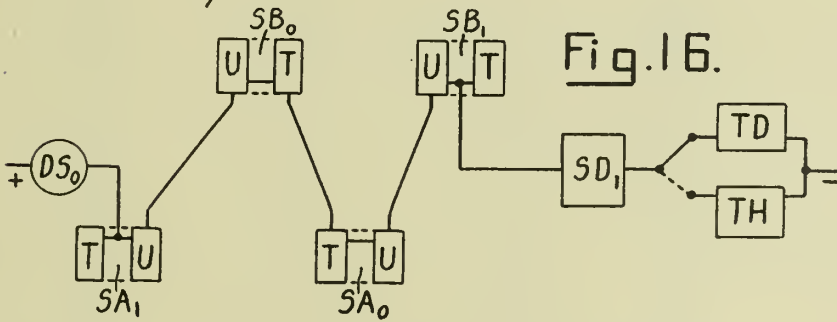 SB₀
SB₁
Fig.16.
U T
U T
TD
+ DS₀
SD₁
−
TH
T U
T U
SA₁
SA₀